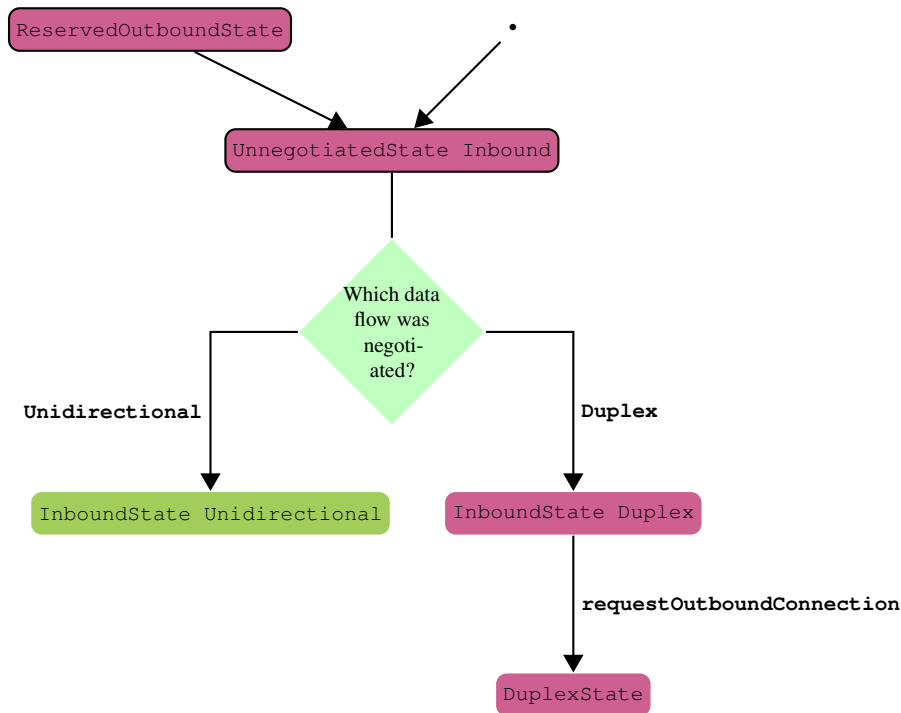 ReservedOutboundState
•
UnnegotiatedState Inbound
Which data
flow was
negoti-
ated?
Unidirectional
Duplex
InboundState Unidirectional
InboundState Duplex
requestOutboundConnection
DuplexState